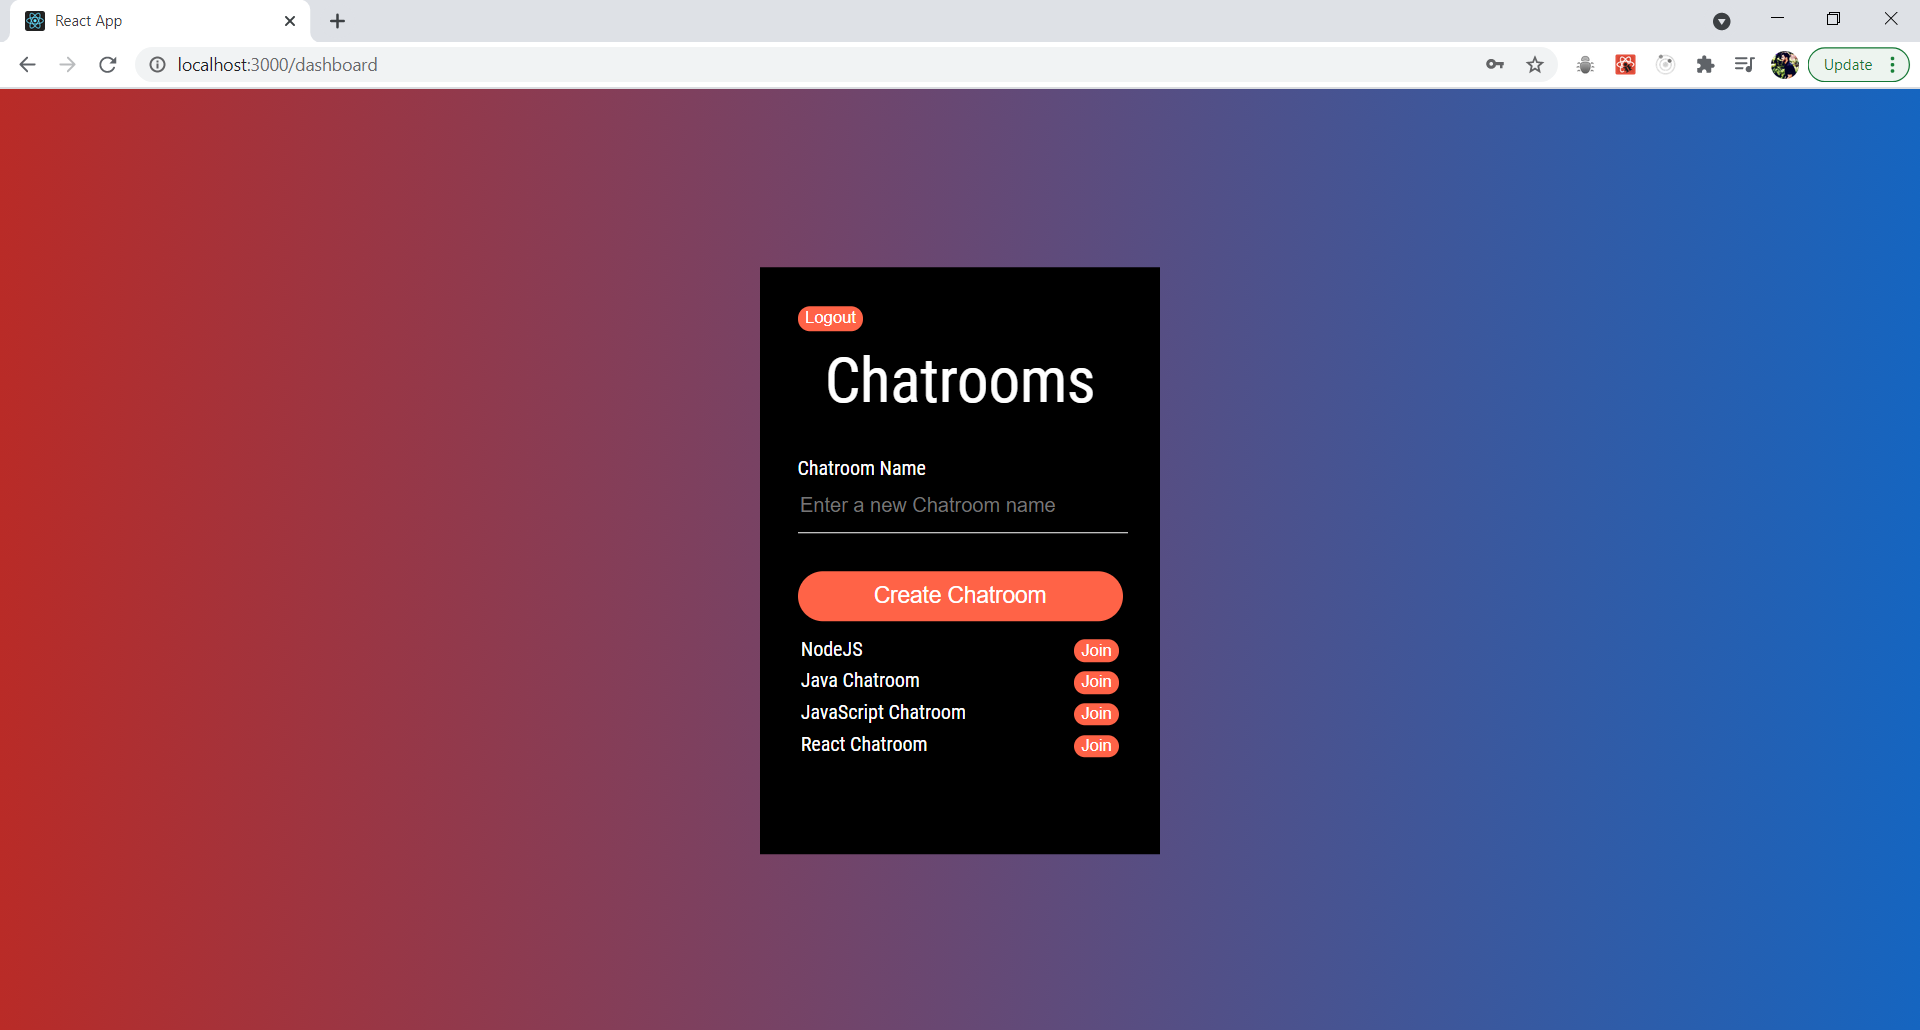 React App
localhost:3000/dashboard
Update
Logout
Chatrooms
Chatroom Name
Enter a new Chatroom name
Create Chatroom
NodeJS Join
Java Chatroom Join
JavaScript Chatroom Join
React Chatroom Join